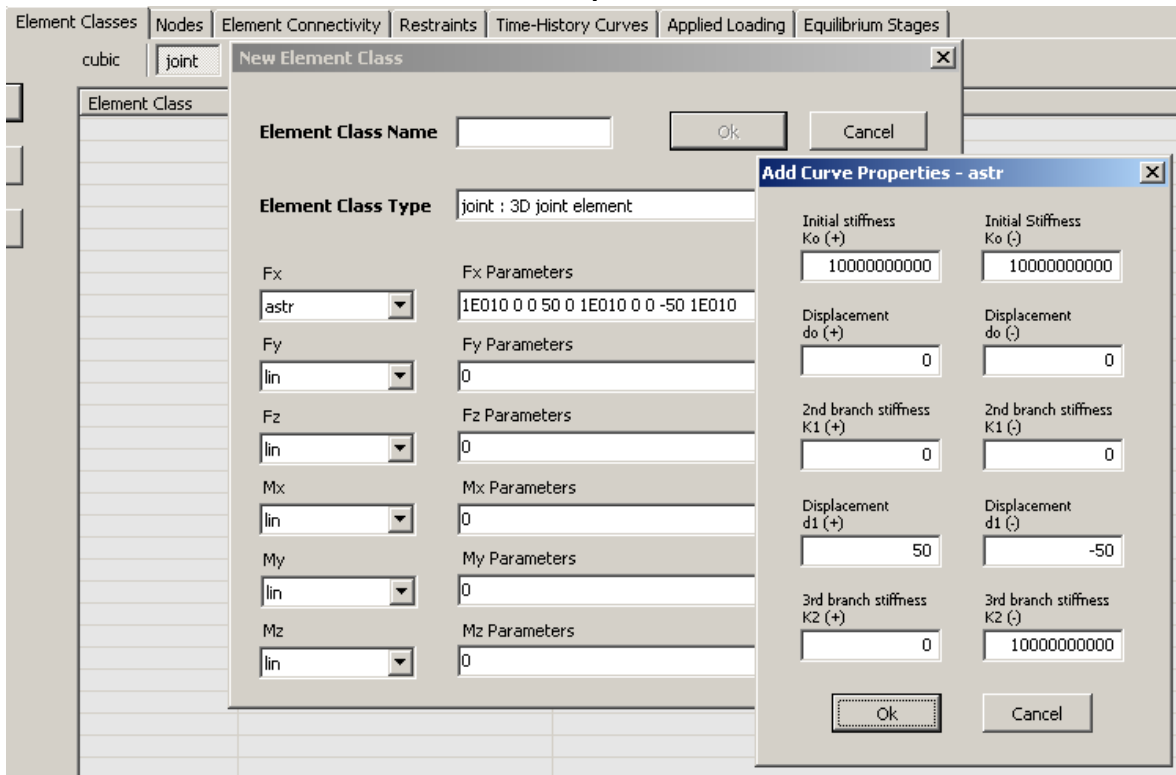 Element Classes Nodes Element Connectivity Restraints Time-History Curves Applied Loading Equilibrium Stages
cubic joint
Element Class
New Element Class
Element Class Name
Ok Cancel
Element Class Type joint : 3D joint element
Fx Fx Parameters
astr 1E010 0 0 50 0 1E010 0 0 -50 1E010
Fy Fy Parameters
lin 0
Fz Fz Parameters
lin 0
Mx Mx Parameters
lin 0
My My Parameters
lin 0
Mz Mz Parameters
lin 0
Add Curve Properties - astr
Initial stiffness Initial Stiffness
Ko (+) Ko (-)
10000000000 10000000000
Displacement Displacement
do (+) do (-)
0 0
2nd branch stiffness 2nd branch stiffness
K1 (+) K1 (-)
0 0
Displacement Displacement
d1 (+) d1 (-)
50 -50
3rd branch stiffness 3rd branch stiffness
K2 (+) K2 (-)
0 10000000000
Ok Cancel